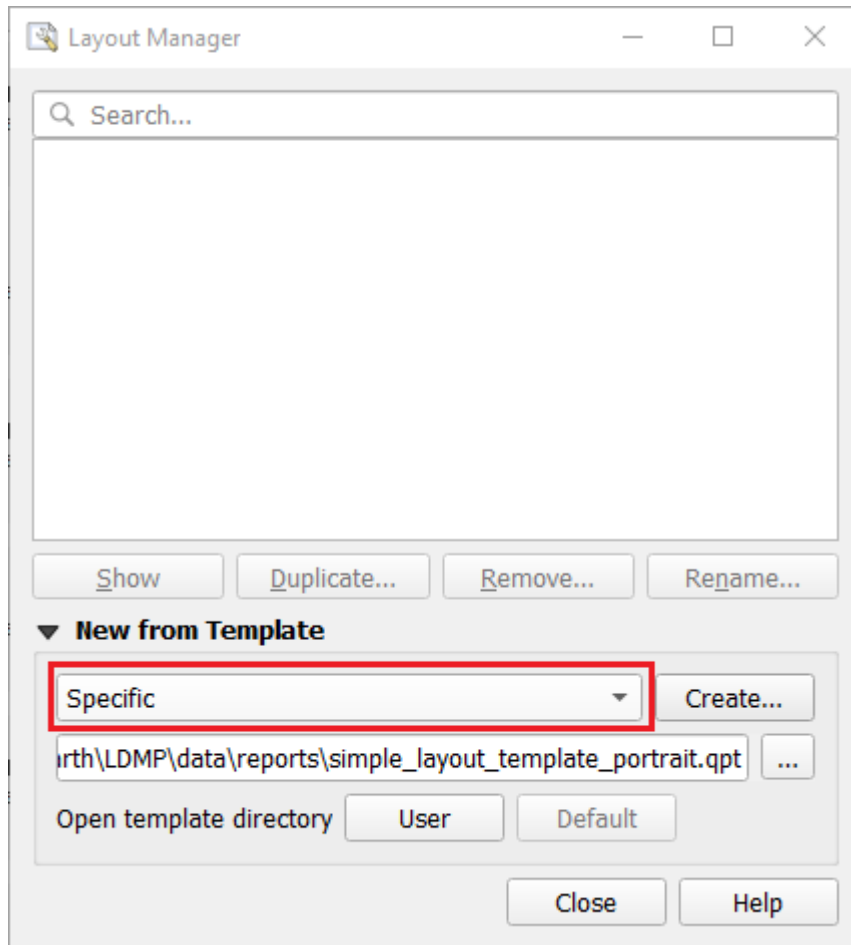 Layout Manager
Search...
Show Duplicate... Remove... Rename...
New from Template
Specific Create...
arth\LDMP\data\reports\simple_layout_template_portrait.qpt ...
Open template directory User Default
Close Help